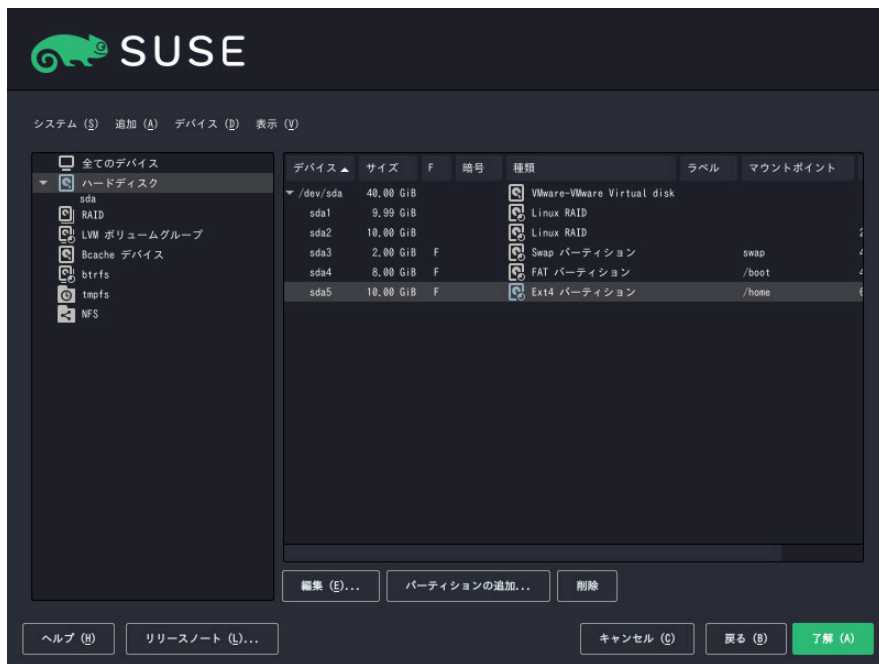 SUSE
システム (S) 追加 (A) デバイス (D) 表示 (V)
全てのデバイス
ハードディスク
sda
RAID
LVM ボリュームグループ
Bcache デバイス
btrfs
tmpfs
NFS
デバイス サイズ F 暗号 種類 ラベル マウントポイント
/dev/sda 40.00 GiB VMware-VMware Virtual disk
sda1 9.99 GiB Linux RAID
sda2 10.00 GiB Linux RAID
sda3 2.00 GiB F Swap パーティション swap
sda4 8.00 GiB F FAT パーティション /boot
sda5 10.00 GiB F Ext4 パーティション /home
編集 (E)... パーティションの追加... 削除
ヘルプ (H) リリースノート (L)... キャンセル (C) 戻る (B) 了解 (A)